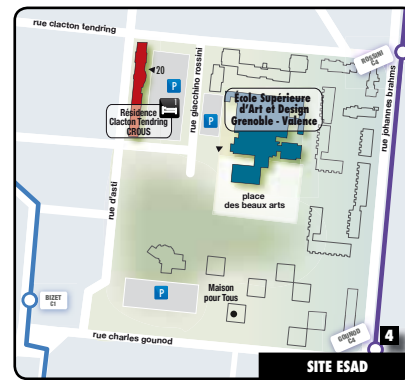 rue clacton tendring
ROSSINI
C4
20
P
rue giacchino rossini
École Supérieure
d'Art et Design
Grenoble - Valence
rue johannes brahms
Résidence
Clacton Tendring
CROUS
P
place
des beaux arts
rue d'asti
Maison
pour Tous
P
BIZET
C1
rue charles gounod
GOUNOD
C4
4
SITE ESAD